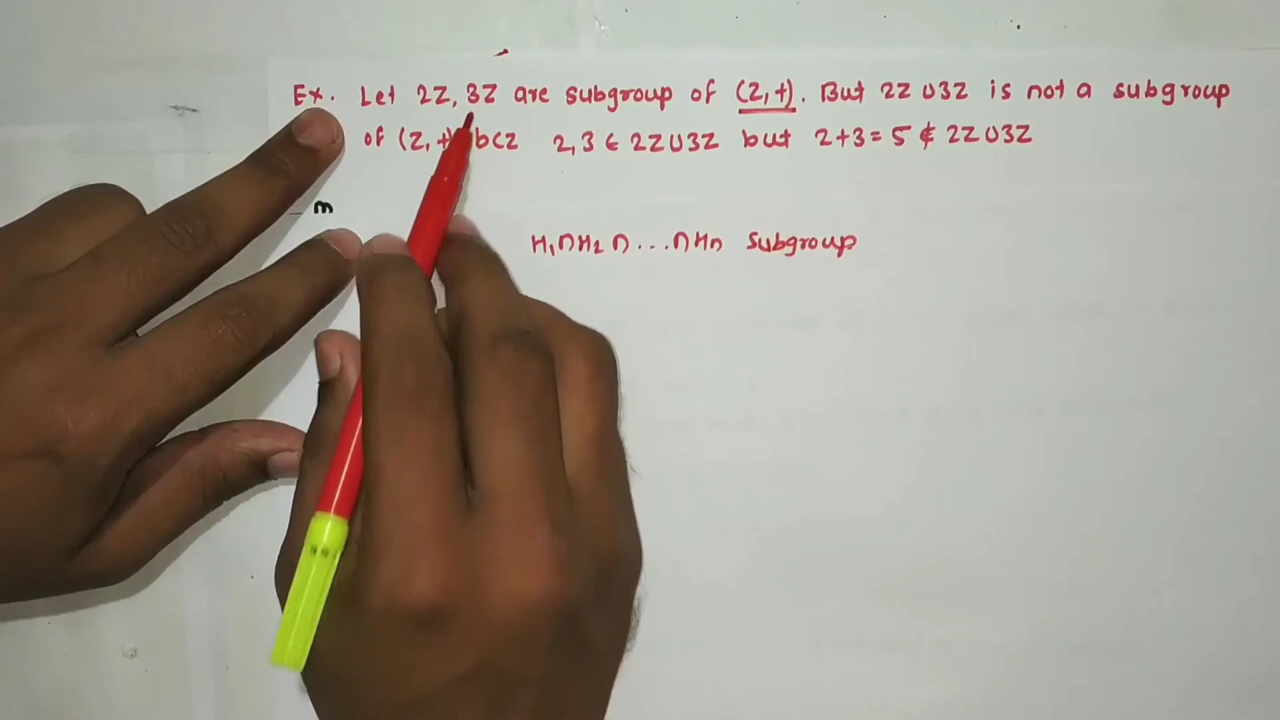 Ex. Let 2Z, 3Z are subgroup of (Z,+). But 2Z∪3Z is not a subgroup
of (Z,+) bcz 2,3 ∈ 2Z∪3Z but 2+3=5 ∉ 2Z∪3Z
m
H₁∩H₂∩...∩Hn Subgroup